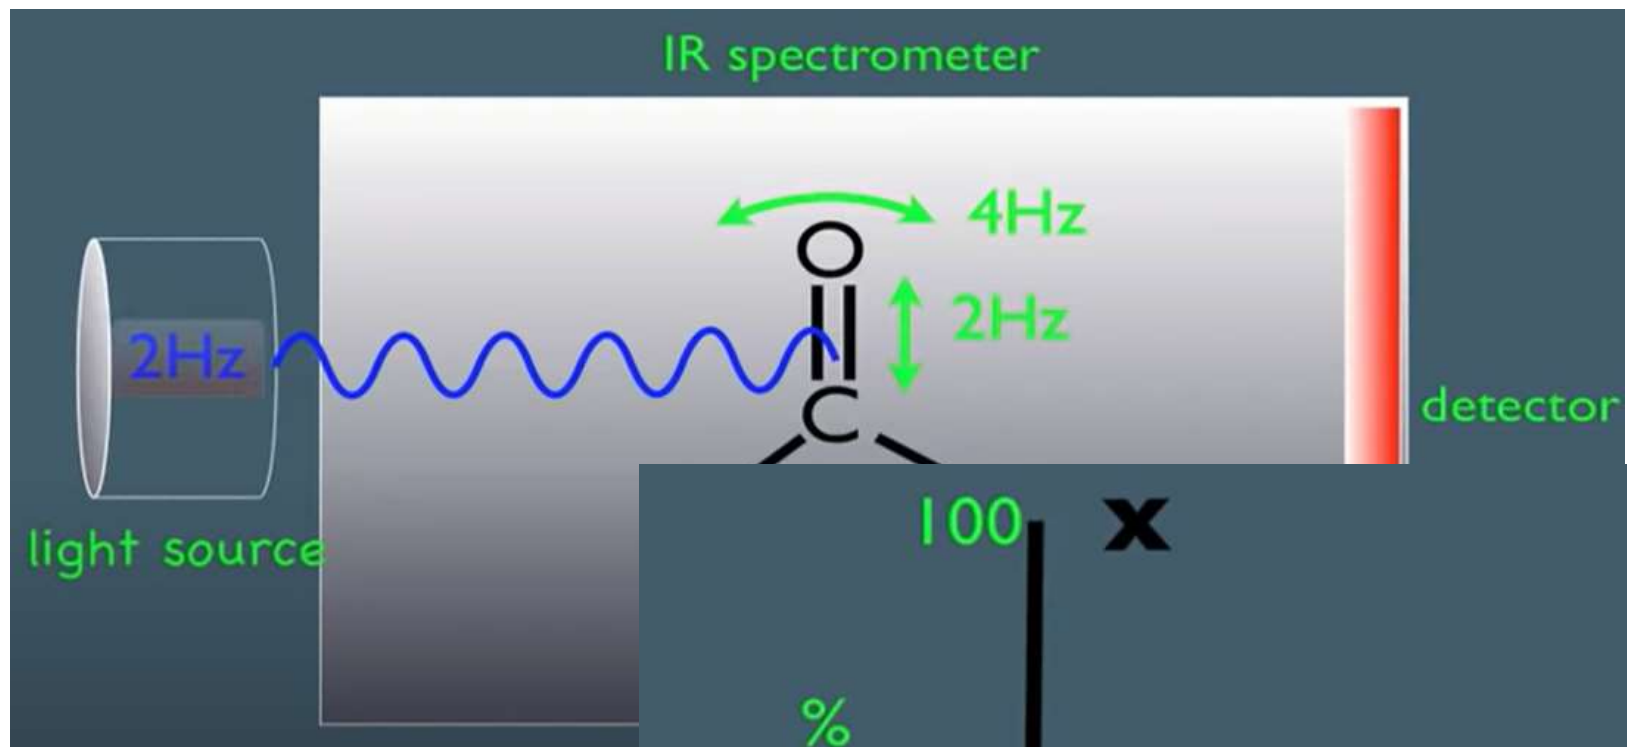 IR spectrometer
4Hz
O
2Hz
2Hz
C
detector
light source
100 x
%